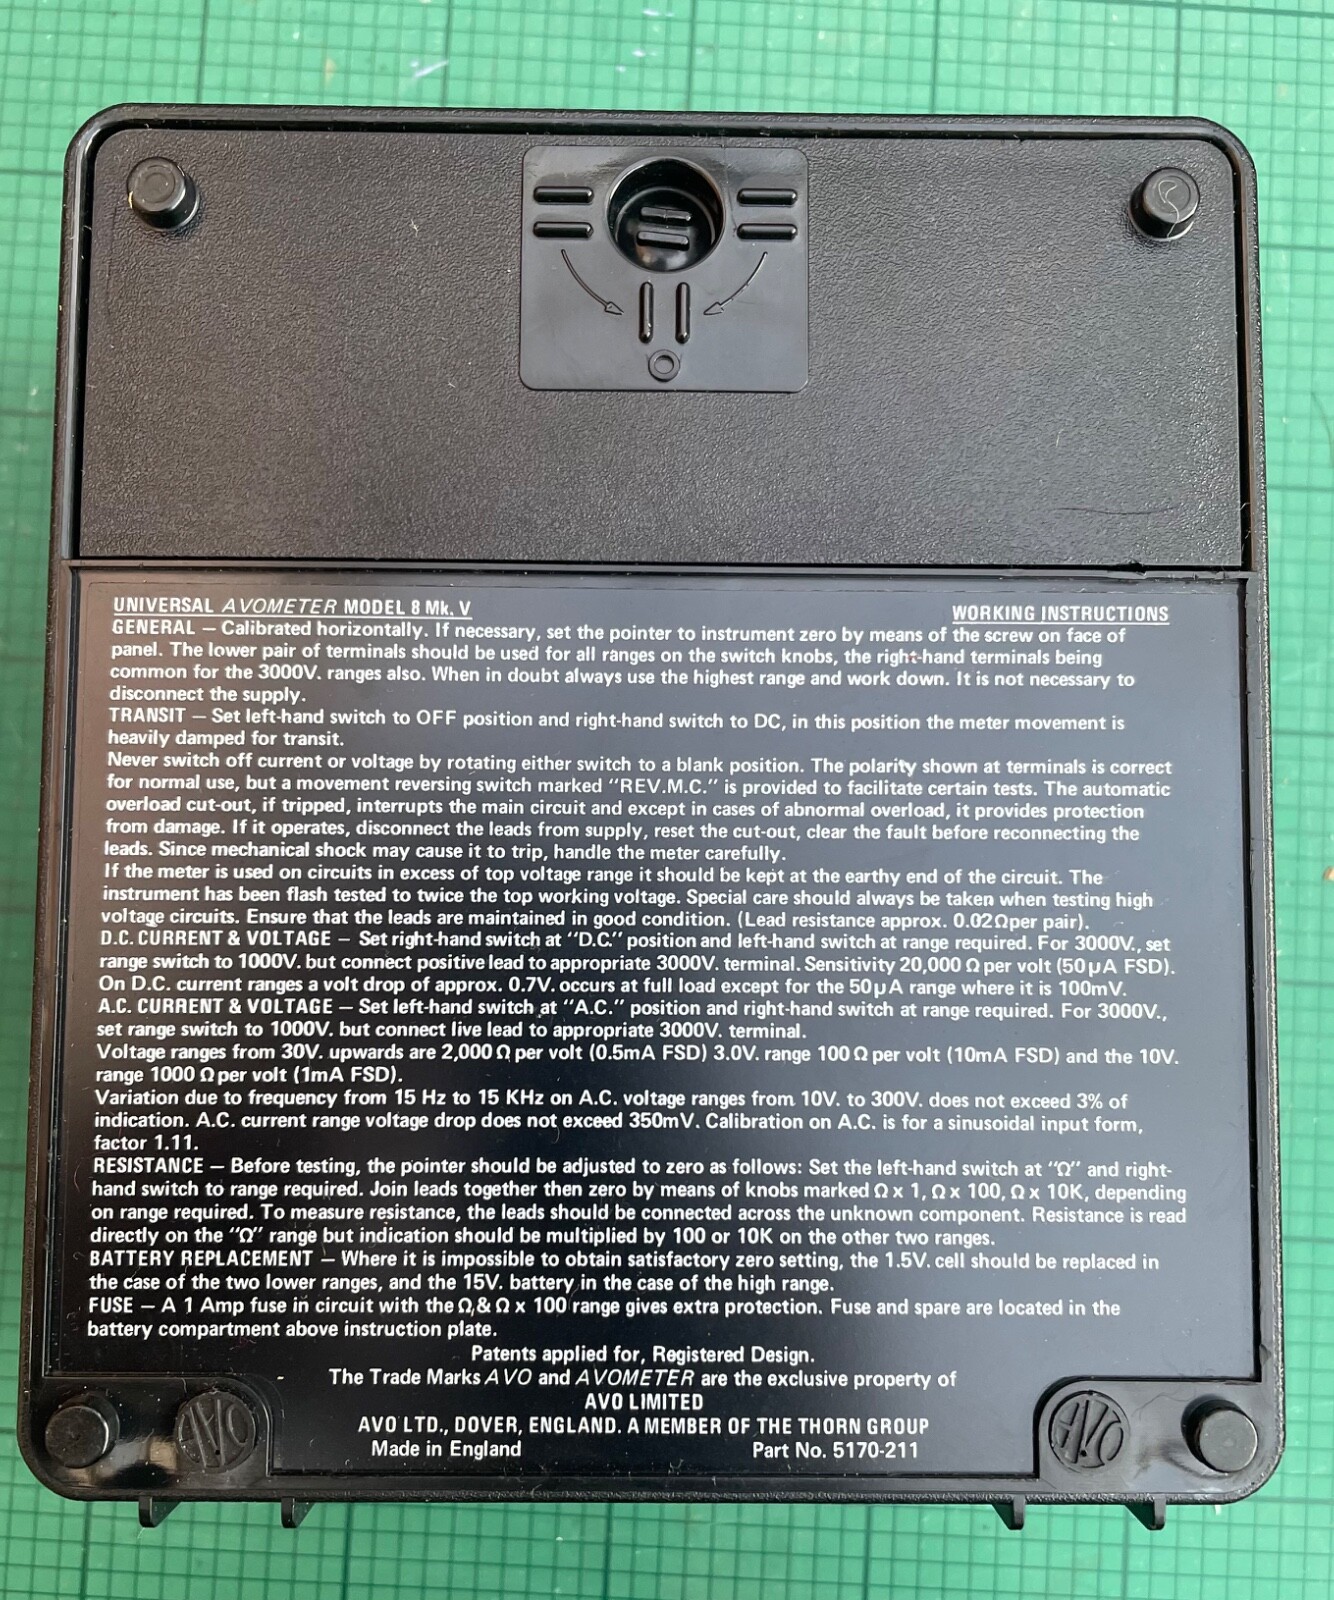 UNIVERSAL AVOMETER MODEL 8 Mk. V
WORKING INSTRUCTIONS
GENERAL – Calibrated horizontally. If necessary, set the pointer to instrument zero by means of the screw on face of
panel. The lower pair of terminals should be used for all ranges on the switch knobs, the right-hand terminals being
common for the 3000V. ranges also. When in doubt always use the highest range and work down. It is not necessary to
disconnect the supply.
TRANSIT – Set left-hand switch to OFF position and right-hand switch to DC, in this position the meter movement is
heavily damped for transit.
Never switch off current or voltage by rotating either switch to a blank position. The polarity shown at terminals is correct
for normal use, but a movement reversing switch marked "REV.M.C." is provided to facilitate certain tests. The automatic
overload cut-out, if tripped, interrupts the main circuit and except in cases of abnormal overload, it provides protection
from damage. If it operates, disconnect the leads from supply, reset the cut-out, clear the fault before reconnecting the
leads. Since mechanical shock may cause it to trip, handle the meter carefully.
If the meter is used on circuits in excess of top voltage range it should be kept at the earthy end of the circuit. The
instrument has been flash tested to twice the top working voltage. Special care should always be taken when testing high
voltage circuits. Ensure that the leads are maintained in good condition. (Lead resistance approx. 0.02Ωper pair).
D.C. CURRENT & VOLTAGE – Set right-hand switch at "D.C." position and left-hand switch at range required. For 3000V., set
range switch to 1000V. but connect positive lead to appropriate 3000V. terminal. Sensitivity 20,000 Ω per volt (50µA FSD).
On D.C. current ranges a volt drop of approx. 0.7V. occurs at full load except for the 50µA range where it is 100mV.
A.C. CURRENT & VOLTAGE – Set left-hand switch at "A.C." position and right-hand switch at range required. For 3000V.,
set range switch to 1000V. but connect live lead to appropriate 3000V. terminal.
Voltage ranges from 30V. upwards are 2,000 Ω per volt (0.5mA FSD) 3.0V. range 100 Ω per volt (10mA FSD) and the 10V.
range 1000 Ω per volt (1mA FSD).
Variation due to frequency from 15 Hz to 15 KHz on A.C. voltage ranges from 10V. to 300V. does not exceed 3% of
indication. A.C. current range voltage drop does not exceed 350mV. Calibration on A.C. is for a sinusoidal input form,
factor 1.11.
RESISTANCE – Before testing, the pointer should be adjusted to zero as follows: Set the left-hand switch at "Ω" and right-
hand switch to range required. Join leads together then zero by means of knobs marked Ω x 1, Ω x 100, Ω x 10K, depending
on range required. To measure resistance, the leads should be connected across the unknown component. Resistance is read
directly on the "Ω" range but indication should be multiplied by 100 or 10K on the other two ranges.
BATTERY REPLACEMENT – Where it is impossible to obtain satisfactory zero setting, the 1.5V. cell should be replaced in
the case of the two lower ranges, and the 15V. battery in the case of the high range.
FUSE – A 1 Amp fuse in circuit with the Ω & Ω x 100 range gives extra protection. Fuse and spare are located in the
battery compartment above instruction plate.
Patents applied for, Registered Design.
The Trade Marks AVO and AVOMETER are the exclusive property of
AVO LIMITED
AVO LTD., DOVER, ENGLAND. A MEMBER OF THE THORN GROUP
Made in England
Part No. 5170-211
AVO
AVO